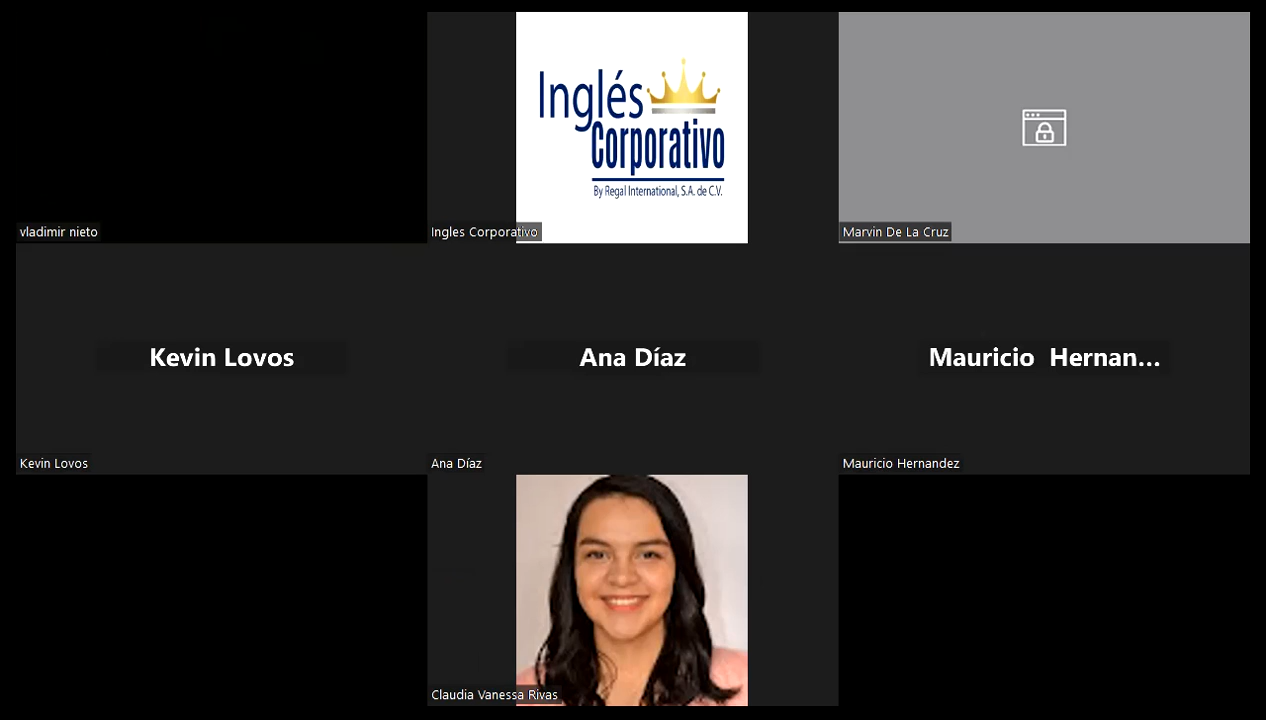 Inglés
Corporativo
By Regal International, S.A. de C.V.
vladimir nieto
Ingles Corporativo
Marvin De La Cruz
Kevin Lovos
Ana Díaz
Mauricio  Hernan...
Kevin Lovos
Ana Díaz
Mauricio Hernandez
Claudia Vanessa Rivas